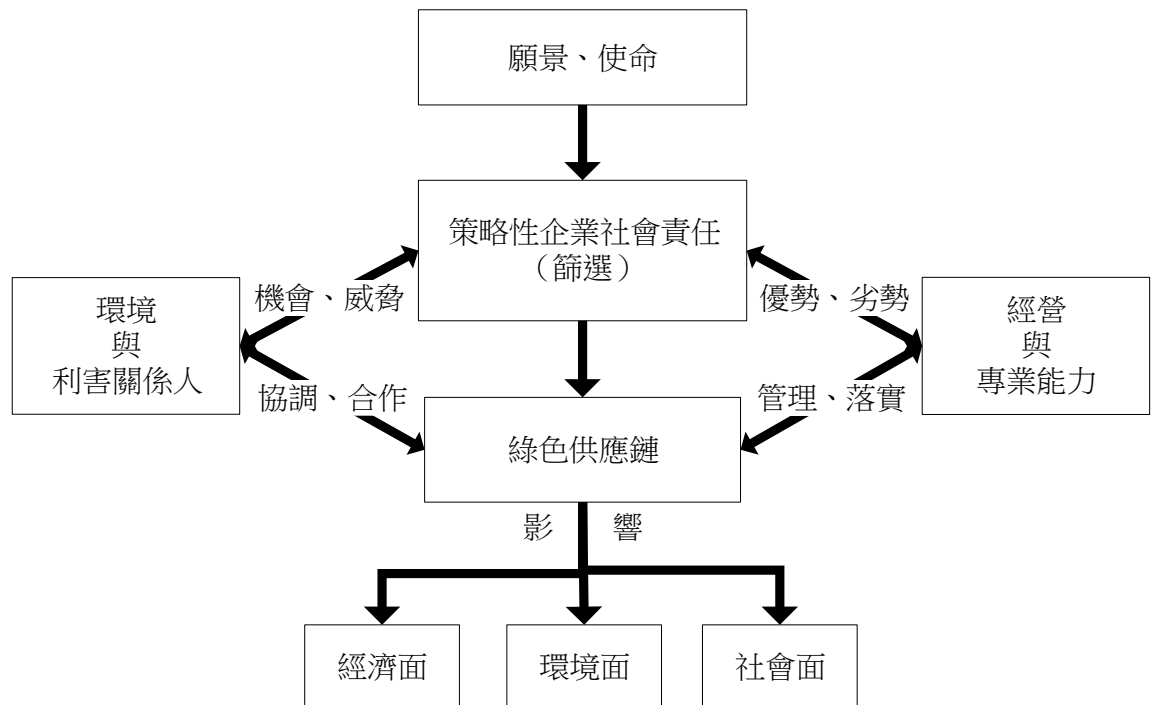 願景、使命
策略性企業社會責任
（篩選）
機會、威脅
優勢、劣勢
環境
與
利害關係人
經營
與
專業能力
協調、合作
管理、落實
綠色供應鏈
影 響
經濟面
環境面
社會面